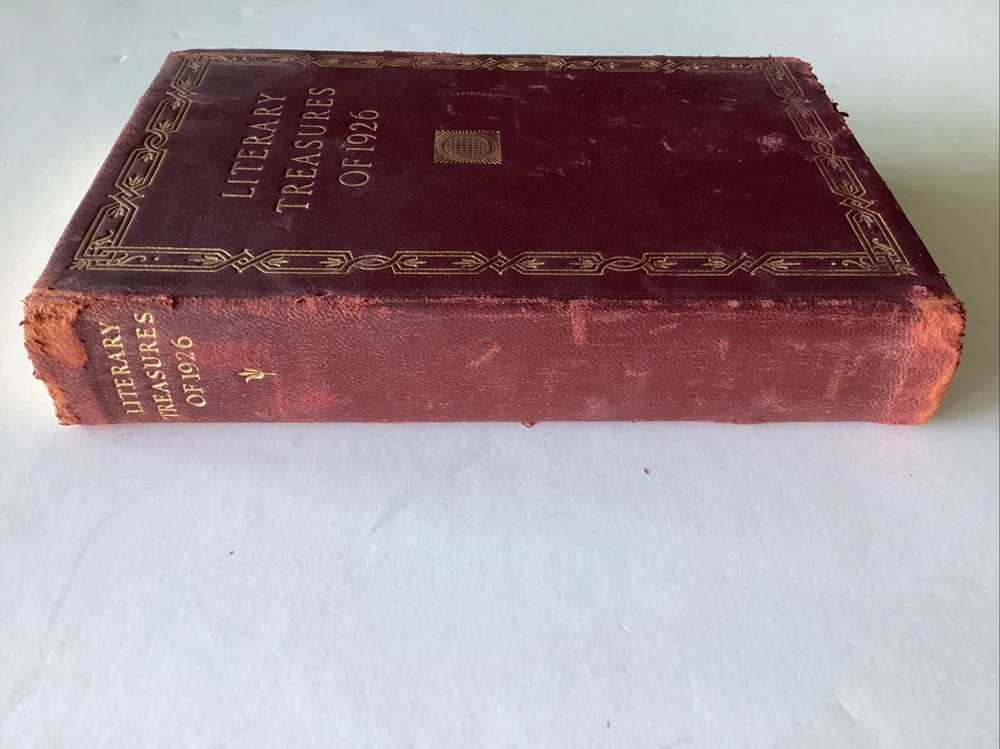 LITERARY
TREASURES
OF 1926
LITERARY
TREASURES
OF 1926